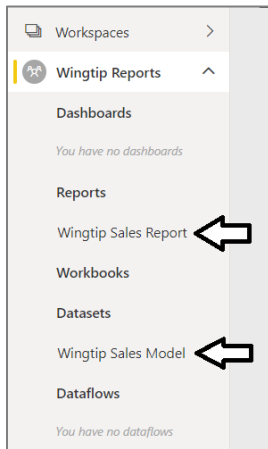 Workspaces
Wingtip Reports
Dashboards
You have no dashboards
Reports
Wingtip Sales Report
Workbooks
Datasets
Wingtip Sales Model
Dataflows
You have no dataflows